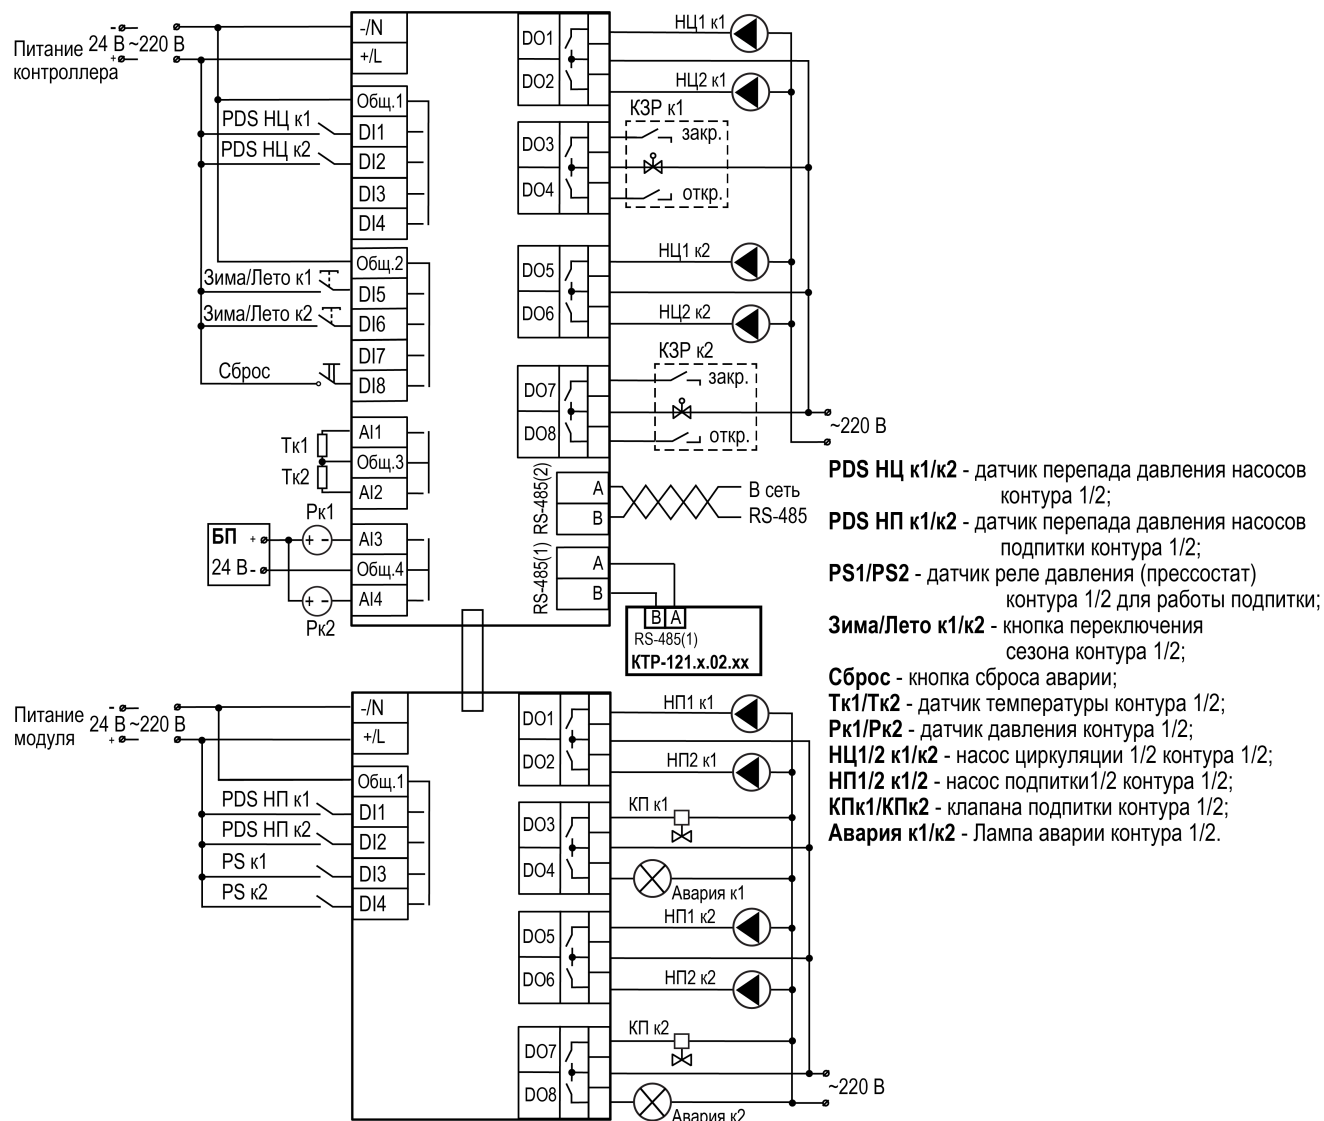 Питание
контроллера
- 24 В ~220 В
+
-/N
+/L
Общ.1
PDS НЦ к1
DI1
PDS НЦ к2
DI2
DI3
DI4
Общ.2
Зима/Лето к1
DI5
Зима/Лето к2
DI6
DI7
Сброс
DI8
Тк1
AI1
Общ.3
Тк2
AI2
Рк1
БП +
24 В -
+ -
AI3
Общ.4
+ -
AI4
Рк2
DO1
НЦ1 к1
DO2
НЦ2 к1
КЗР к1
DO3
закр.
DO4
откр.
DO5
НЦ1 к2
DO6
НЦ2 к2
КЗР к2
DO7
закр.
DO8
откр.
~220 В
RS-485(2)
A
B
В сеть
RS-485
RS-485(1)
A
B
B A
RS-485(1)
КТР-121.х.02.хх
PDS НЦ к1/к2 - датчик перепада давления насосов
контура 1/2;
PDS НП к1/к2 - датчик перепада давления насосов
подпитки контура 1/2;
PS1/PS2 - датчик реле давления (прессостат)
контура 1/2 для работы подпитки;
Зима/Лето к1/к2 - кнопка переключения
сезона контура 1/2;
Сброс - кнопка сброса аварии;
Тк1/Тк2 - датчик температуры контура 1/2;
Рк1/Рк2 - датчик давления контура 1/2;
НЦ1/2 к1/к2 - насос циркуляции 1/2 контура 1/2;
НП1/2 к1/2 - насос подпитки1/2 контура 1/2;
КПк1/КПк2 - клапана подпитки контура 1/2;
Авария к1/к2 - Лампа аварии контура 1/2.
Питание
модуля
- 24 В ~220 В
+
-/N
+/L
Общ.1
PDS НП к1
DI1
PDS НП к2
DI2
PS к1
DI3
PS к2
DI4
DO1
НП1 к1
DO2
НП2 к1
DO3
КП к1
DO4
Авария к1
DO5
НП1 к2
DO6
НП2 к2
DO7
КП к2
DO8
Авария к2
~220 В